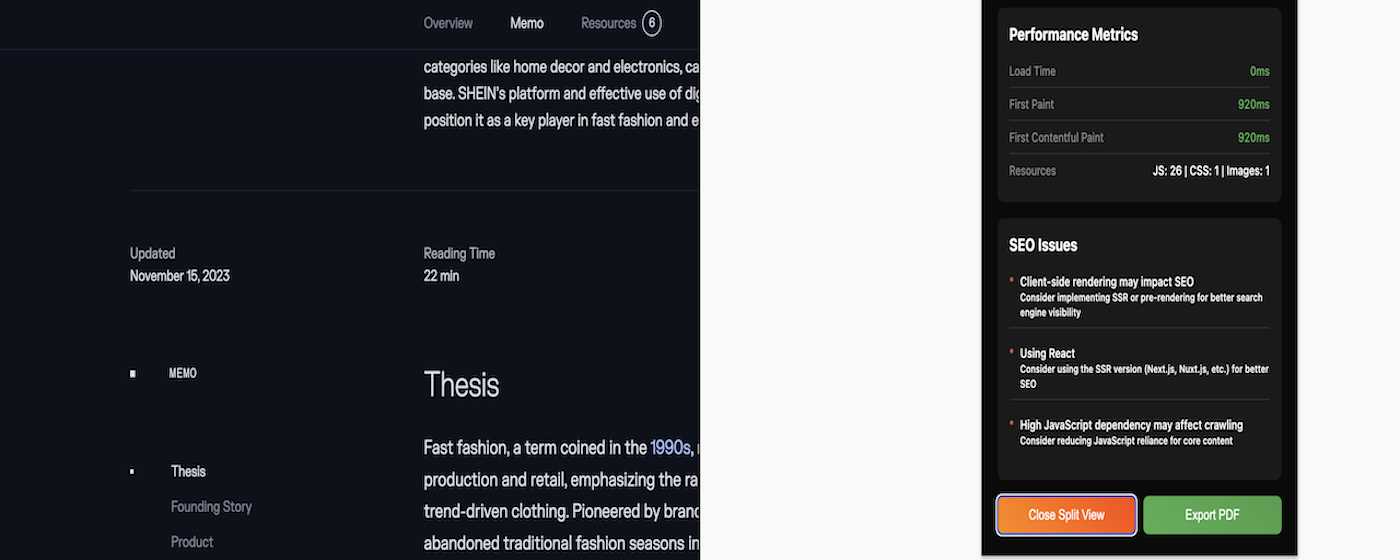 Overview Memo Resources 6
categories like home decor and electronics, ca
base. SHEIN's platform and effective use of dig
position it as a key player in fast fashion and e
Updated
November 15, 2023
Reading Time
22 min
MEMO
Thesis
Founding Story
Product
Thesis
Fast fashion, a term coined in the 1990s,
production and retail, emphasizing the ra
trend-driven clothing. Pioneered by brand
abandoned traditional fashion seasons in
Performance Metrics
Load Time 0ms
First Paint 920ms
First Contentful Paint 920ms
Resources JS: 26 | CSS: 1 | Images: 1
SEO Issues
* Client-side rendering may impact SEO
Consider implementing SSR or pre-rendering for better search
engine visibility
* Using React
Consider using the SSR version (Next.js, Nuxt.js, etc.) for better
SEO
* High JavaScript dependency may affect crawling
Consider reducing JavaScript reliance for core content
Close Split View Export PDF